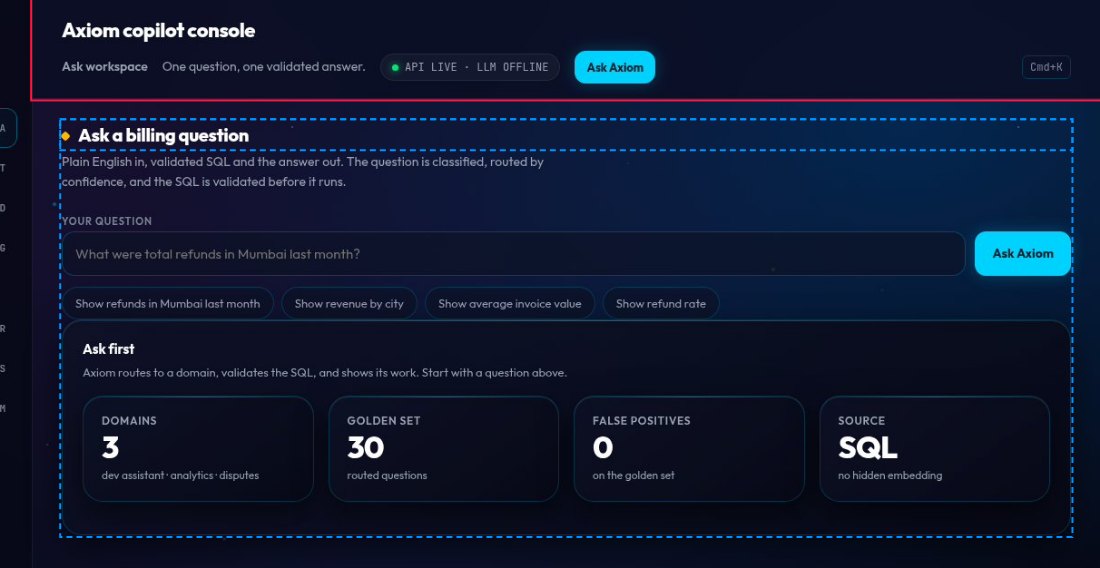 Axiom copilot console
Ask workspace One question, one validated answer. API LIVE · LLM OFFLINE Ask Axiom Cmd+K
A
T
D
G
R
S
M
Ask a billing question
Plain English in, validated SQL and the answer out. The question is classified, routed by
confidence, and the SQL is validated before it runs.
YOUR QUESTION
What were total refunds in Mumbai last month? Ask Axiom
Show refunds in Mumbai last month Show revenue by city Show average invoice value Show refund rate
Ask first
Axiom routes to a domain, validates the SQL, and shows its work. Start with a question above.
DOMAINS
3
dev assistant · analytics · disputes
GOLDEN SET
30
routed questions
FALSE POSITIVES
0
on the golden set
SOURCE
SQL
no hidden embedding